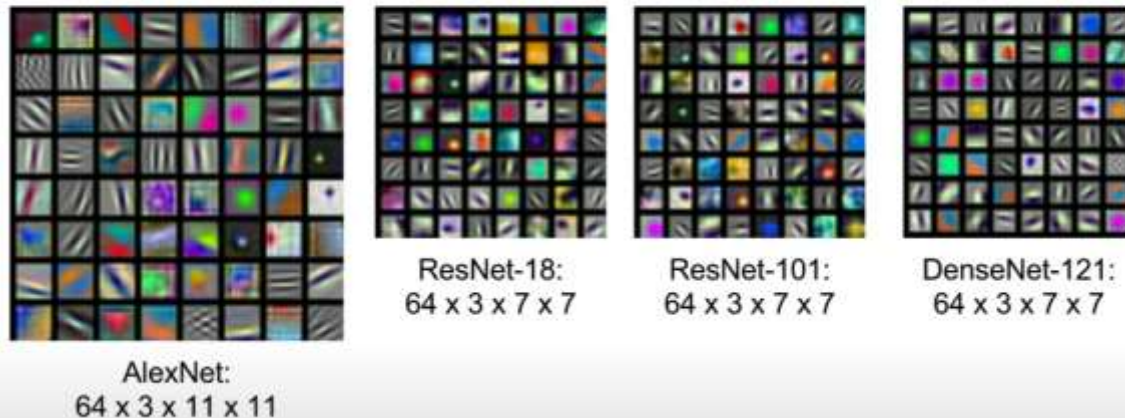 ResNet-18:
64 x 3 x 7 x 7
ResNet-101:
64 x 3 x 7 x 7
DenseNet-121:
64 x 3 x 7 x 7
AlexNet:
64 x 3 x 11 x 11